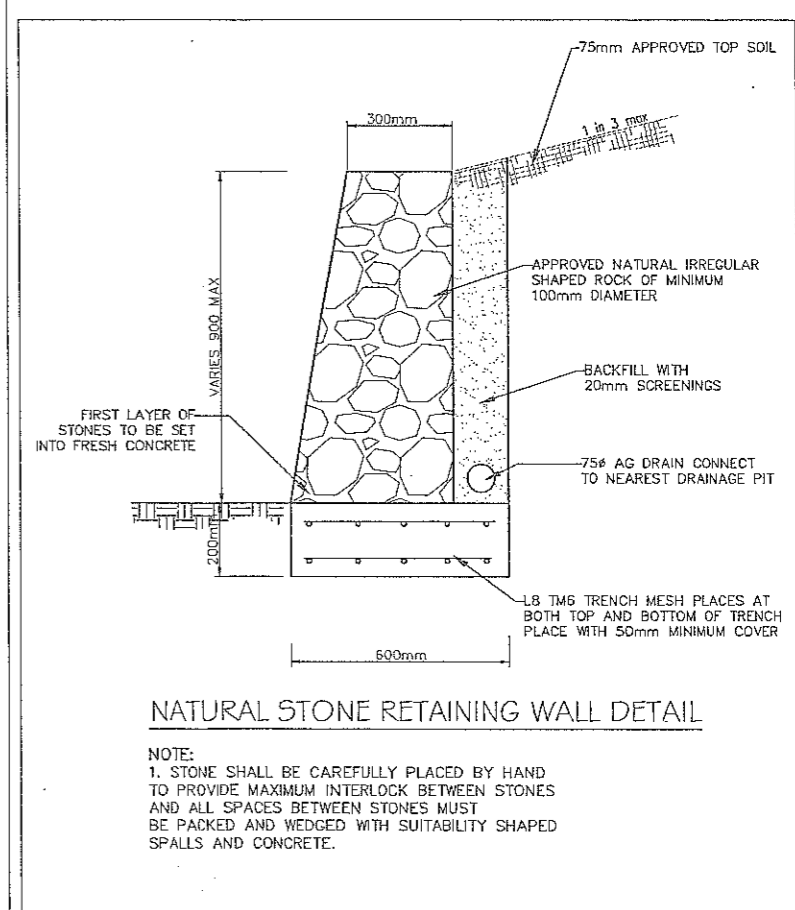 75mm APPROVED TOP SOIL
300mm
1 in 3 max
APPROVED NATURAL IRREGULAR
SHAPED ROCK OF MINIMUM
100mm DIAMETER
VARIES 900 MAX
BACKFILL WITH
20mm SCREENINGS
FIRST LAYER OF
STONES TO BE SET
INTO FRESH CONCRETE
75ø AG DRAIN CONNECT
TO NEAREST DRAINAGE PIT
200mm
L8 TM6 TRENCH MESH PLACES AT
BOTH TOP AND BOTTOM OF TRENCH
PLACE WITH 50mm MINIMUM COVER
600mm
NATURAL STONE RETAINING WALL DETAIL
NOTE:
1. STONE SHALL BE CAREFULLY PLACED BY HAND
TO PROVIDE MAXIMUM INTERLOCK BETWEEN STONES
AND ALL SPACES BETWEEN STONES MUST
BE PACKED AND WEDGED WITH SUITABILITY SHAPED
SPALLS AND CONCRETE.